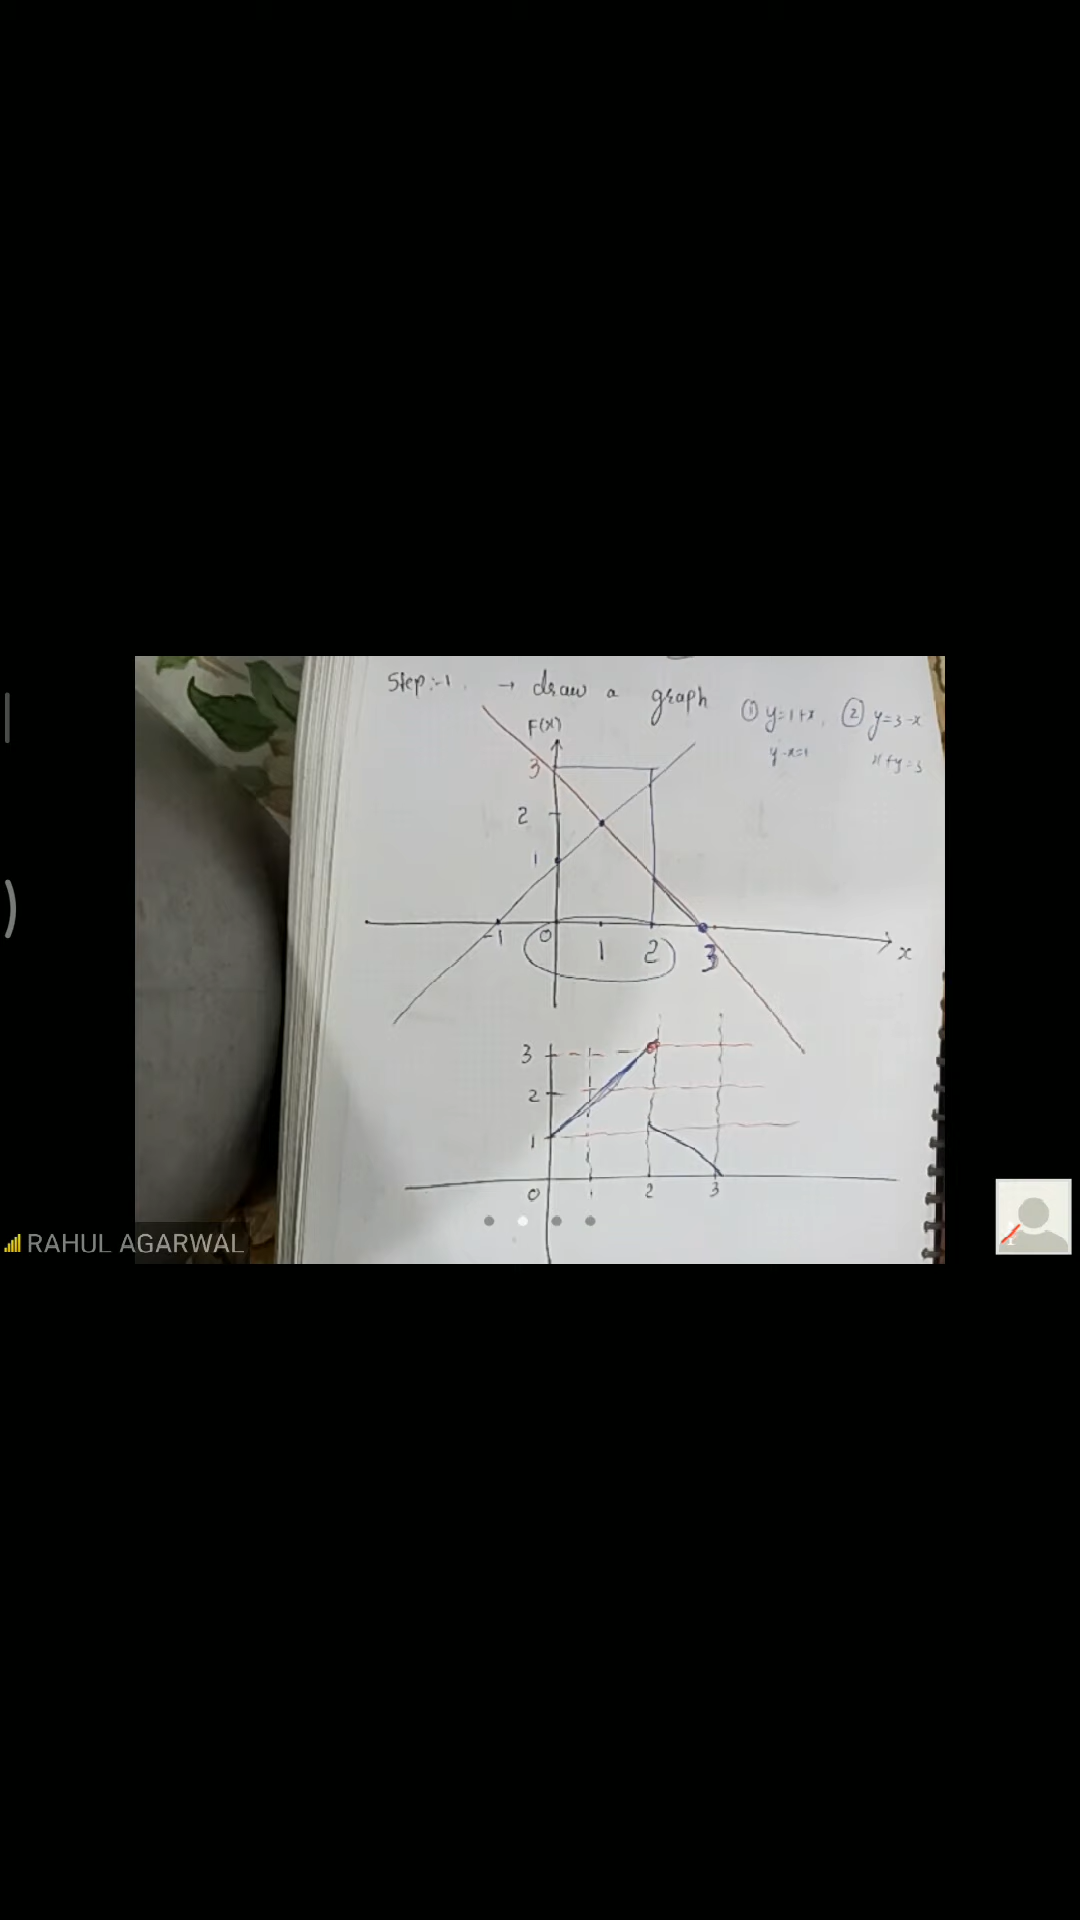 Step:-1. → draw a graph
① y=1+x, ② y=3-x
y-x=1 x+y=3
F(x)
3
2
1
-1 0 1 2 3 x
3
2
1
0 1 2 3
RAHUL AGARWAL